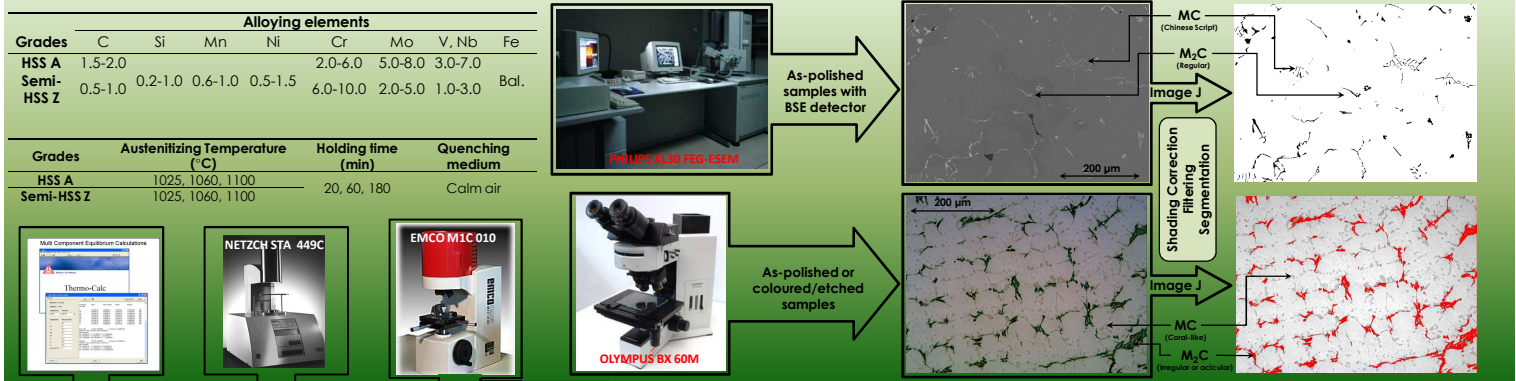 Alloying elements
Grades C Si Mn Ni Cr Mo V, Nb Fe
HSS A 1.5-2.0 0.2-1.0 0.6-1.0 0.5-1.5 2.0-6.0 5.0-8.0 3.0-7.0 Bal.
Semi-HSS Z 0.5-1.0 6.0-10.0 2.0-5.0 1.0-3.0
Grades Austenitizing Temperature (°C) Holding time (min) Quenching medium
HSS A 1025, 1060, 1100 20, 60, 180 Calm air
Semi-HSS Z 1025, 1060, 1100
Multi Component Equilibrium Calculations
Thermo-Calc
NETZCH STA 449C
EMCO M1C 010
emco
PHILIPS XL30 FEG-ESEM
OLYMPUS BX 60M
As-polished
samples with
BSE detector
As-polished or
coloured/etched
samples
200 µm
200 µm
MC
(Chinese Script)
M₂C
(Regular)
Image J
Shading Correction
Filtering
Segmentation
Image J
MC
(Coral-like)
M₂C
(Irregular or acicular)